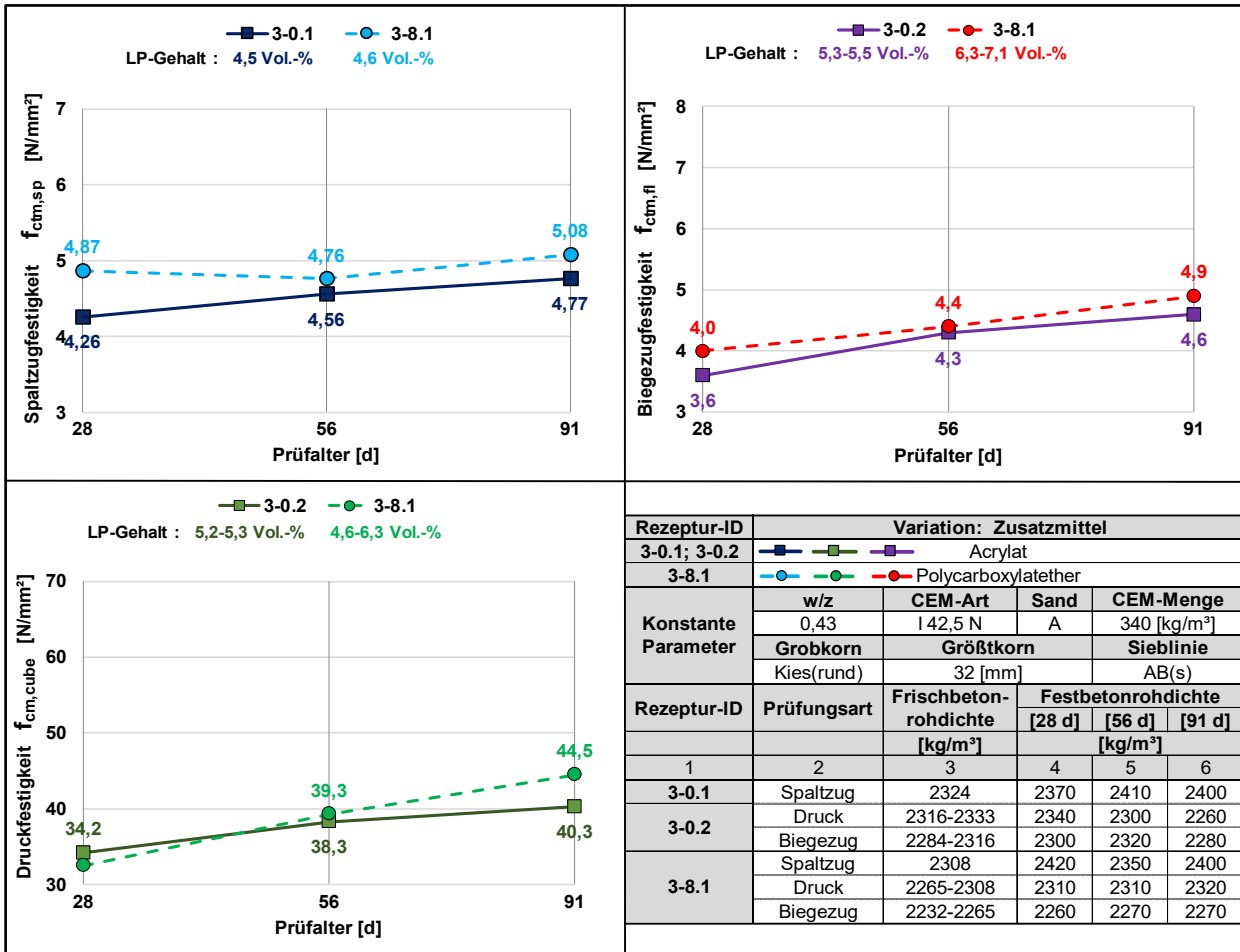 3-0.1 3-8.1
LP-Gehalt : 4,5 Vol.-% 4,6 Vol.-%
Spaltzugfestigkeit fctm,sp [N/mm²]
7
6
5
4
3
4,87
4,76
5,08
4,26
4,56
4,77
28 56 91
Prüfalter [d]
3-0.2 3-8.1
LP-Gehalt : 5,3-5,5 Vol.-% 6,3-7,1 Vol.-%
Biegezugfestigkeit fctm,fl [N/mm²]
8
7
6
5
4
3
4,0
4,4
4,9
3,6
4,3
4,6
28 56 91
Prüfalter [d]
3-0.2 3-8.1
LP-Gehalt : 5,2-5,3 Vol.-% 4,6-6,3 Vol.-%
Druckfestigkeit fcm,cube [N/mm²]
70
60
50
40
30
34,2
39,3
44,5
38,3
40,3
28 56 91
Prüfalter [d]
Rezeptur-ID Variation: Zusatzmittel
3-0.1; 3-0.2 Acrylat
3-8.1 Polycarboxylatether
Konstante Parameter w/z CEM-Art Sand CEM-Menge
0,43 I 42,5 N A 340 [kg/m³]
Grobkorn Größtkorn Sieblinie
Kies(rund) 32 [mm] AB(s)
Rezeptur-ID Prüfungsart Frischbeton- Festbetonrohdichte
rohdichte [28 d] [56 d] [91 d]
[kg/m³] [kg/m³]
1 2 3 4 5 6
3-0.1 Spaltzug 2324 2370 2410 2400
3-0.2 Druck 2316-2333 2340 2300 2260
Biegezug 2284-2316 2300 2320 2280
3-8.1 Spaltzug 2308 2420 2350 2400
Druck 2265-2308 2310 2310 2320
Biegezug 2232-2265 2260 2270 2270